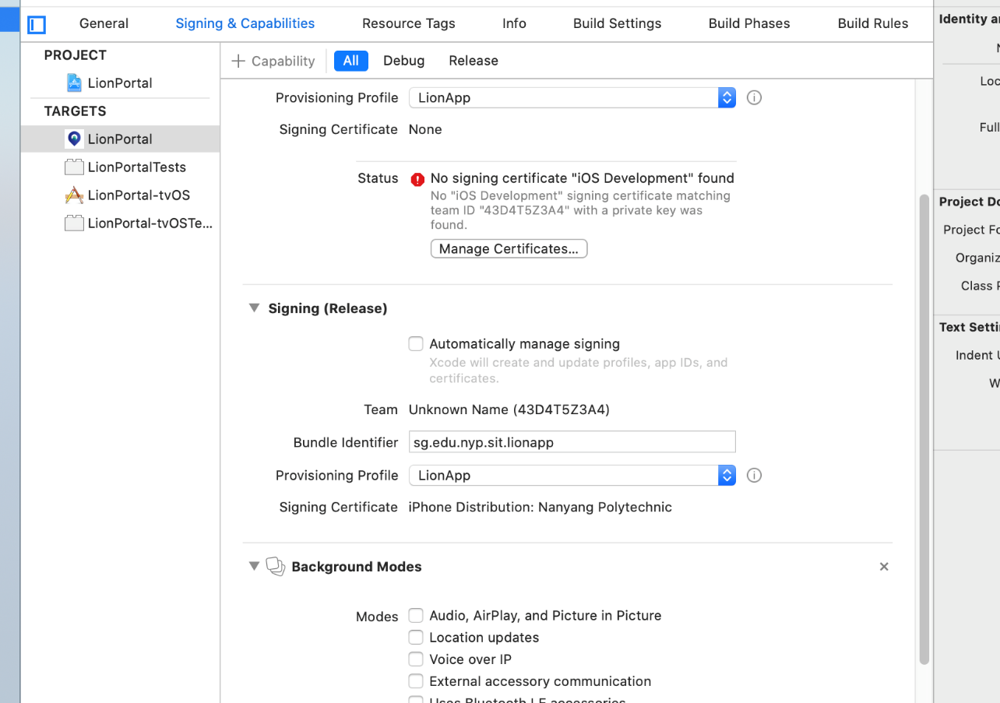 General
Signing & Capabilities
Resource Tags
Info
Build Settings
Build Phases
Build Rules
PROJECT
LionPortal
TARGETS
LionPortal
LionPortalTests
LionPortal-tvOS
LionPortal-tvOSTe...
+ Capability
All
Debug
Release
Provisioning Profile
LionApp
Signing Certificate
None
Status
No signing certificate "iOS Development" found
No "iOS Development" signing certificate matching
team ID "43D4T5Z3A4" with a private key was
found.
Manage Certificates...
Signing (Release)
Automatically manage signing
Xcode will create and update profiles, app IDs, and
certificates.
Team
Unknown Name (43D4T5Z3A4)
Bundle Identifier
sg.edu.nyp.sit.lionapp
Provisioning Profile
LionApp
Signing Certificate
iPhone Distribution: Nanyang Polytechnic
Background Modes
Modes
Audio, AirPlay, and Picture in Picture
Location updates
Voice over IP
External accessory communication
Uses Bluetooth LE accessories
Identity
Loc
Full
Project
Project
Organiz
Class
Text
Indent